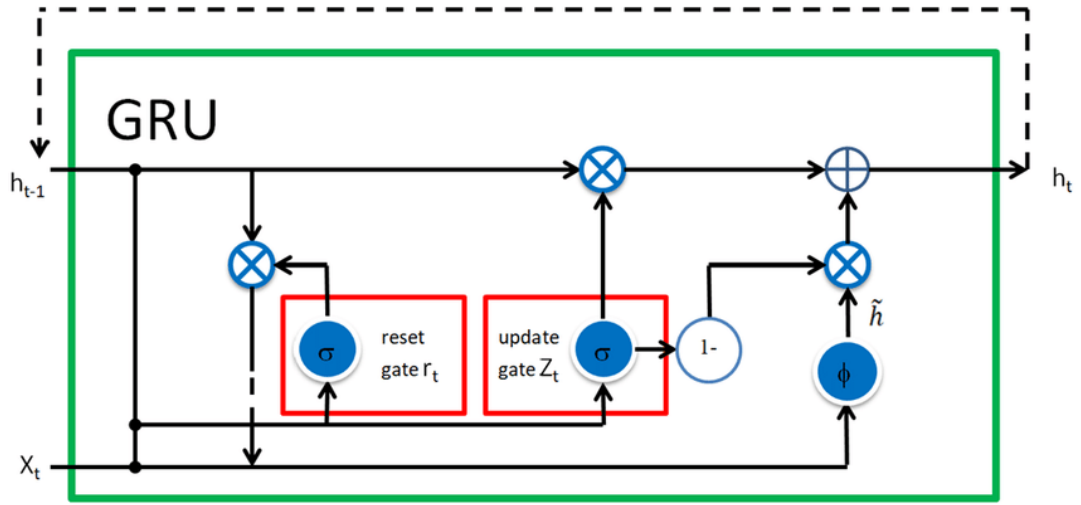 GRU
h_{t-1}
h_t
h̃
reset
gate r_t
σ
update
gate Z_t
σ
1-
ϕ
X_t